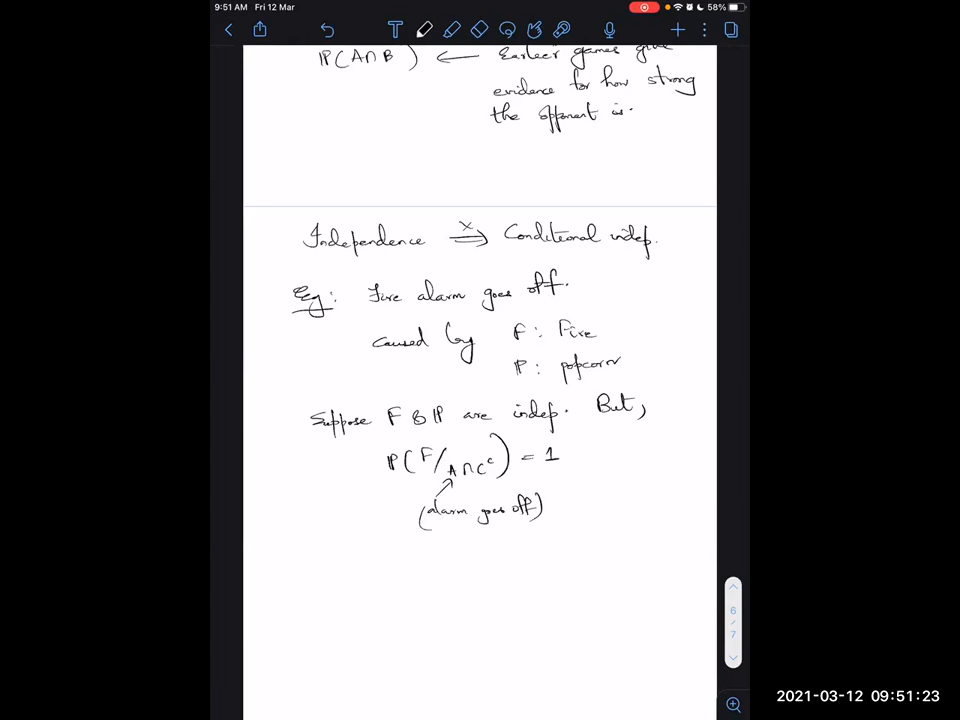 9:51 AM Fri 12 Mar
58%
P(A∩B) ← Earlier games give
evidence for how strong
the opponent is.
Independence ⇏ Conditional indep.
Eg: Fire alarm goes off.
caused by F: Fire
P: popcorn
Suppose F & P are indep. But,
P(F/A∩C^c) = 1
(alarm goes off)
6
/
7
2021-03-12 09:51:23